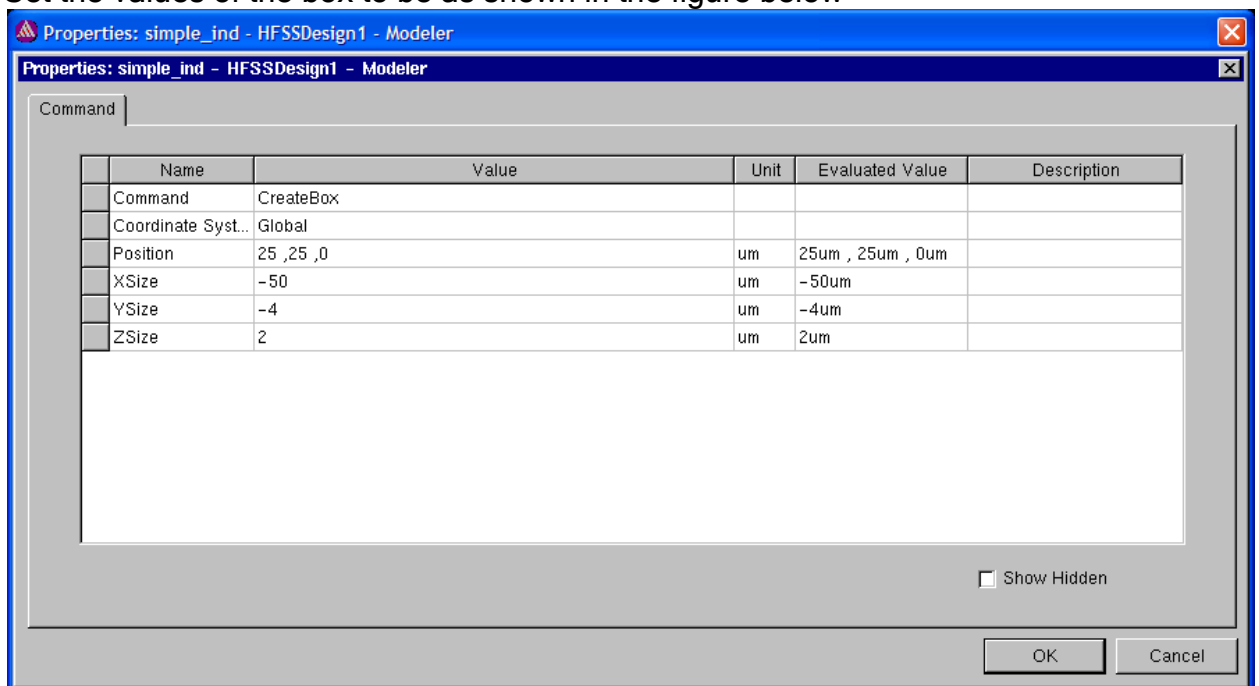 Set the values of the box to be as shown in the figure below
Properties: simple_ind - HFSSDesign1 - Modeler
Properties: simple_ind - HFSSDesign1 - Modeler
Command
Name Value Unit Evaluated Value Description
Command CreateBox
Coordinate Syst... Global
Position 25 ,25 ,0 um 25um , 25um , 0um
XSize -50 um -50um
YSize -4 um -4um
ZSize 2 um 2um
Show Hidden
OK Cancel